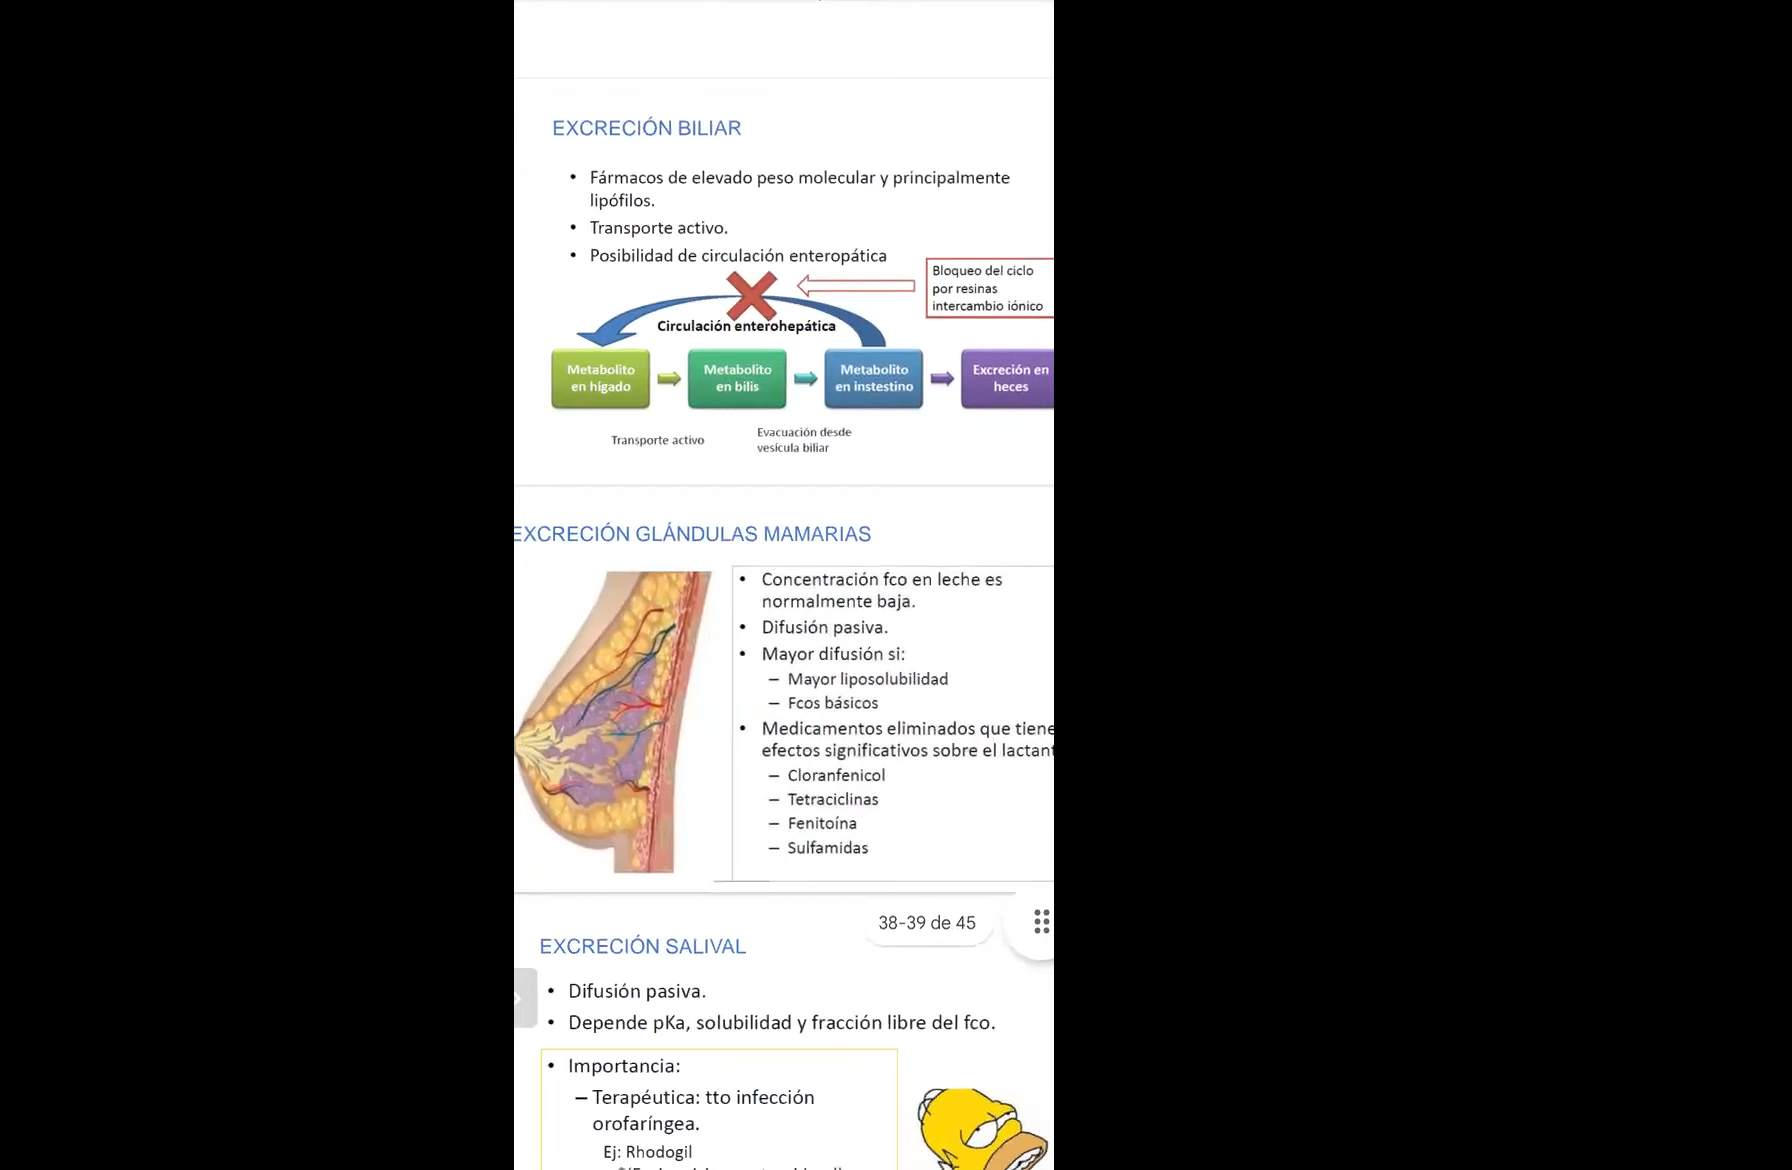 EXCRECIÓN BILIAR
• Fármacos de elevado peso molecular y principalmente
lipófilos.
• Transporte activo.
• Posibilidad de circulación enteropática
Bloqueo del ciclo
por resinas
intercambio iónico
Circulación enterohepática
Metabolito
en hígado
Metabolito
en bilis
Metabolito
en instestino
Excreción en
heces
Transporte activo
Evacuación desde
vesícula biliar
EXCRECIÓN GLÁNDULAS MAMARIAS
• Concentración fco en leche es
normalmente baja.
• Difusión pasiva.
• Mayor difusión si:
– Mayor liposolubilidad
– Fcos básicos
• Medicamentos eliminados que tiene
efectos significativos sobre el lactant
– Cloranfenicol
– Tetraciclinas
– Fenitoína
– Sulfamidas
38-39 de 45
EXCRECIÓN SALIVAL
• Difusión pasiva.
• Depende pKa, solubilidad y fracción libre del fco.
• Importancia:
– Terapéutica: tto infección
orofaríngea.
Ej: Rhodogil